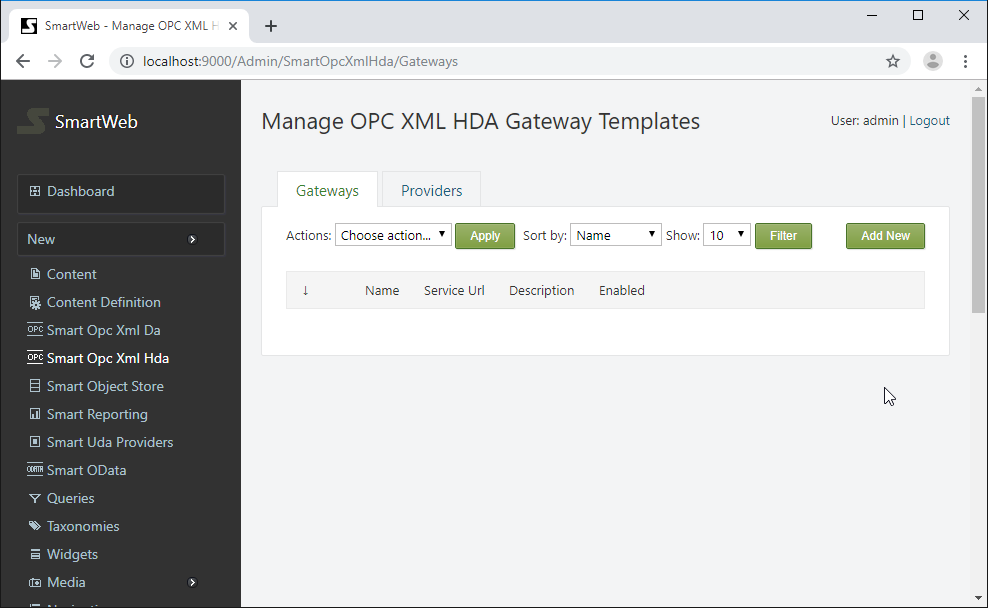 SmartWeb - Manage OPC XML H
localhost:9000/Admin/SmartOpcXmlHda/Gateways
SmartWeb
Manage OPC XML HDA Gateway Templates
User: admin | Logout
Dashboard
New
Content
Content Definition
OPC Smart Opc Xml Da
OPC Smart Opc Xml Hda
Smart Object Store
Smart Reporting
Smart Uda Providers
ODATA Smart OData
Queries
Taxonomies
Widgets
Media
Gateways Providers
Actions: Choose action... Apply Sort by: Name Show: 10 Filter Add New
↓ Name Service Url Description Enabled